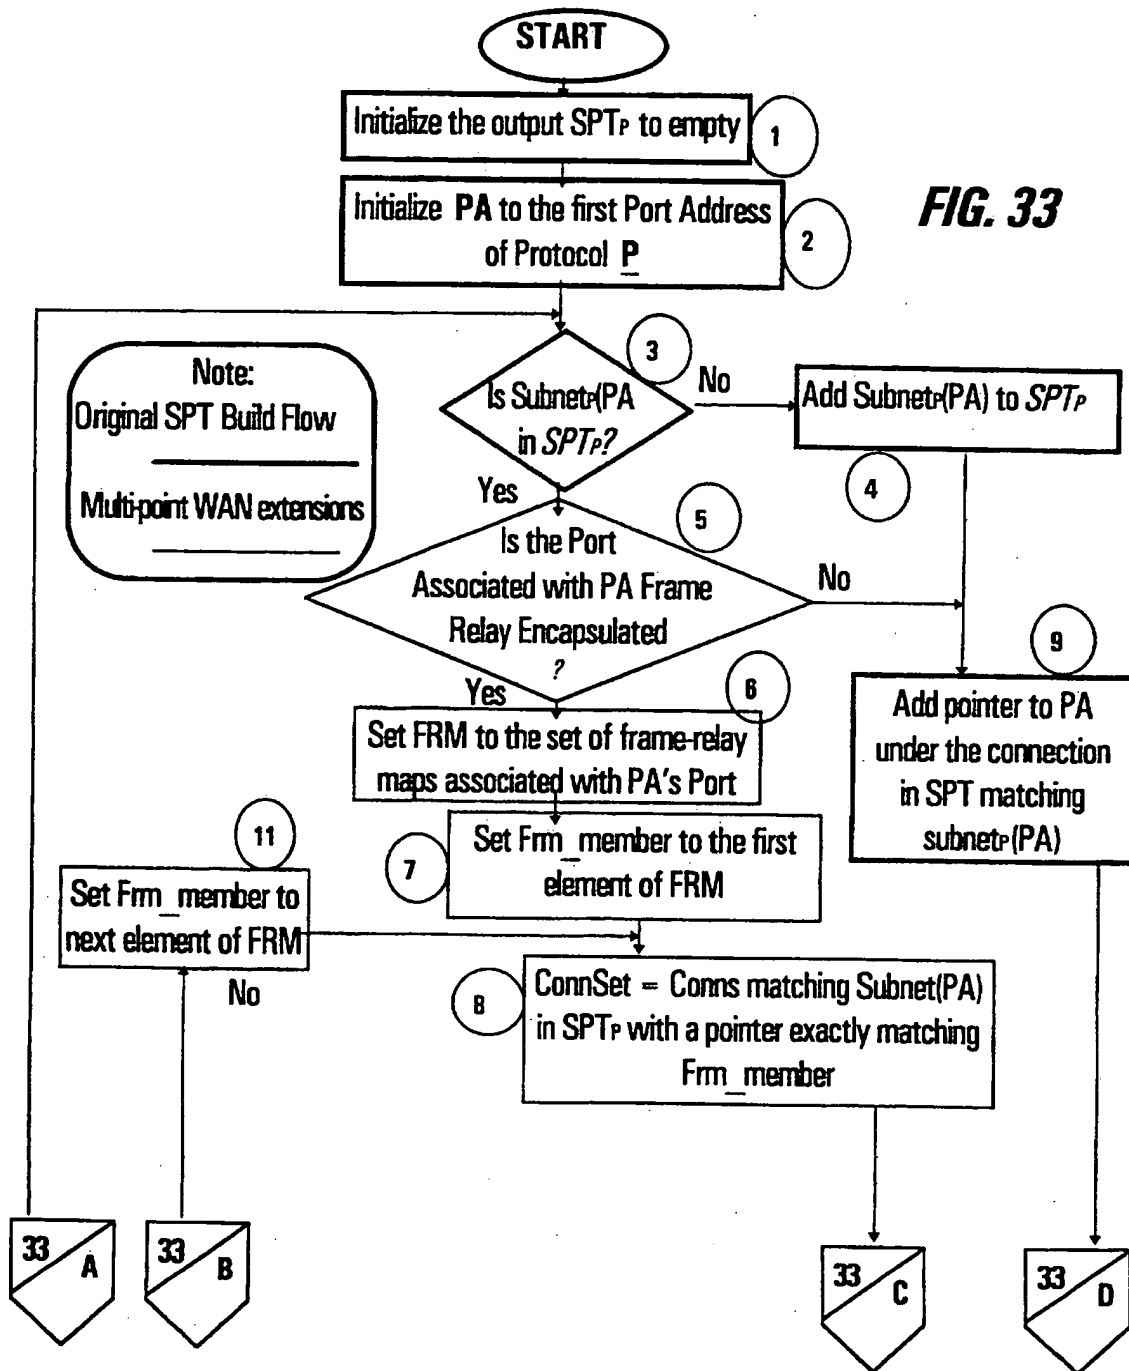 START
Initialize the output SPTP to empty
1
Initialize PA to the first Port Address
of Protocol P
2
FIG. 33
Note:
Original SPT Build Flow
Multi-point WAN extensions
3
Is SubnetP(PA
in SPTP?
No
Add SubnetP(PA) to SPTP
4
Yes
5
Is the Port
Associated with PA Frame
Relay Encapsulated
?
No
Yes
6
Set FRM to the set of frame-relay
maps associated with PA's Port
9
Add pointer to PA
under the connection
in SPT matching
subnetP(PA)
7
Set Frm_member to the first
element of FRM
11
Set Frm_member to
next element of FRM
No
8
ConnSet = Conns matching Subnet(PA)
in SPTP with a pointer exactly matching
Frm_member
33 A
33 B
33 C
33 D